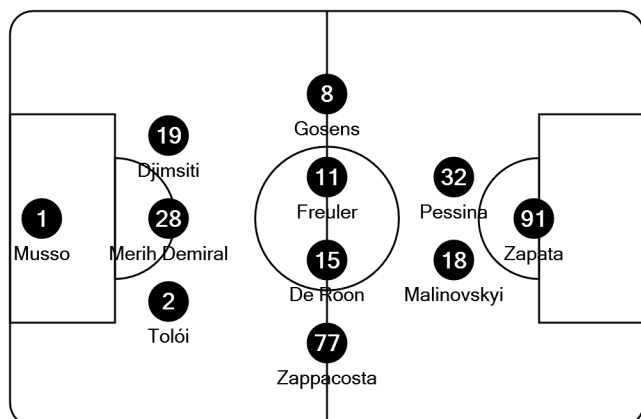 8
Gosens
19
Djimsiti
11
Freuler
32
Pessina
1
Musso
28
Merih Demiral
91
Zapata
15
De Roon
18
Malinovskyi
2
Tolói
77
Zappacosta